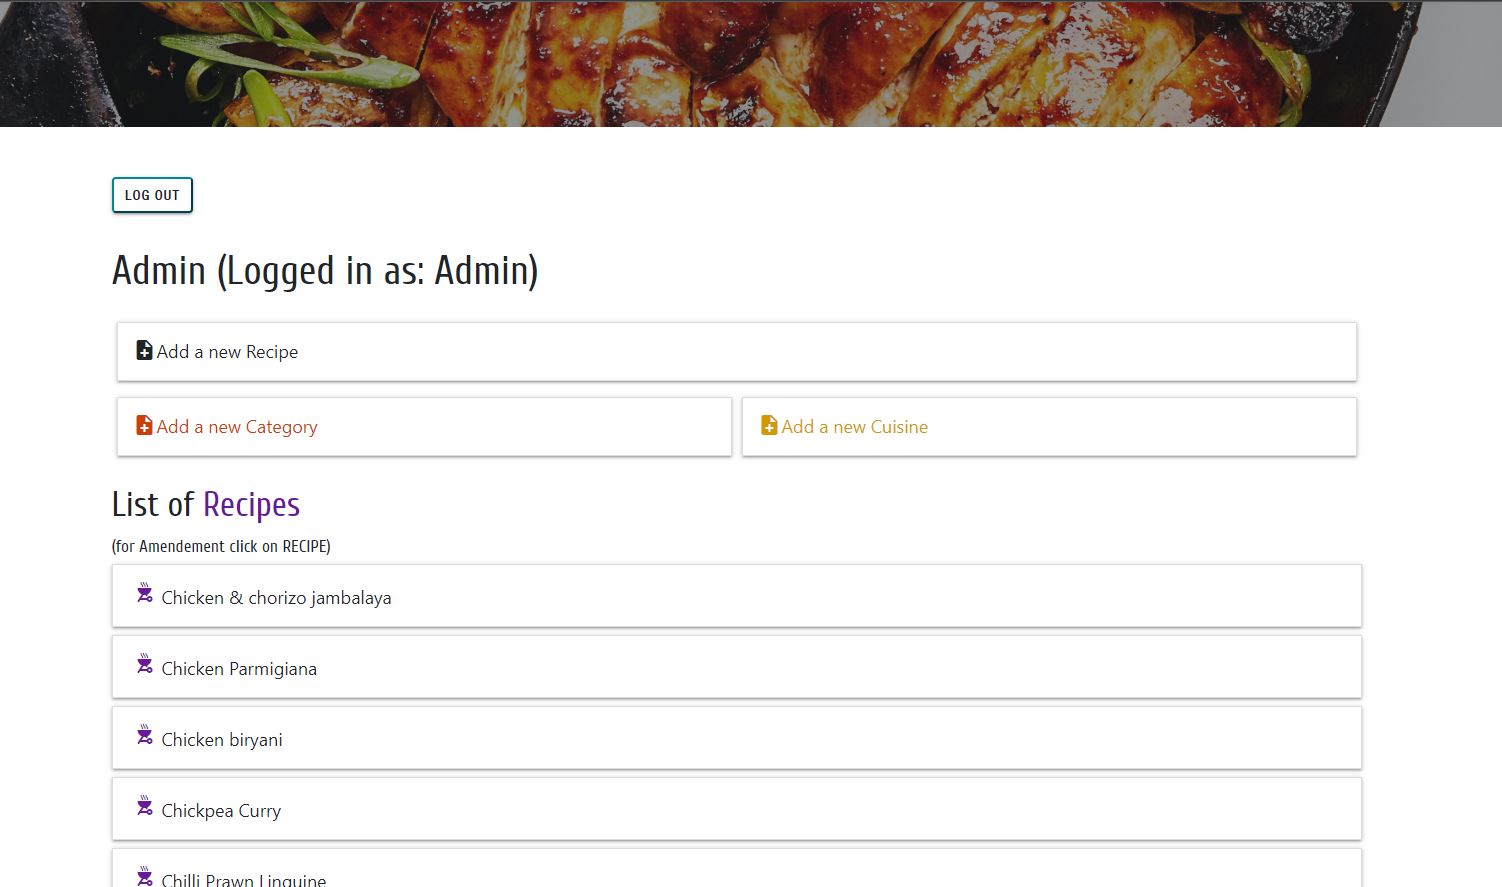 LOG OUT
Admin (Logged in as: Admin)
Add a new Recipe
Add a new Category
Add a new Cuisine
List of Recipes
(for Amendement click on RECIPE)
Chicken & chorizo jambalaya
Chicken Parmigiana
Chicken biryani
Chickpea Curry
Chilli Prawn Linguine